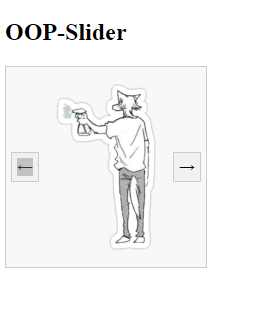 OOP-Slider
← →